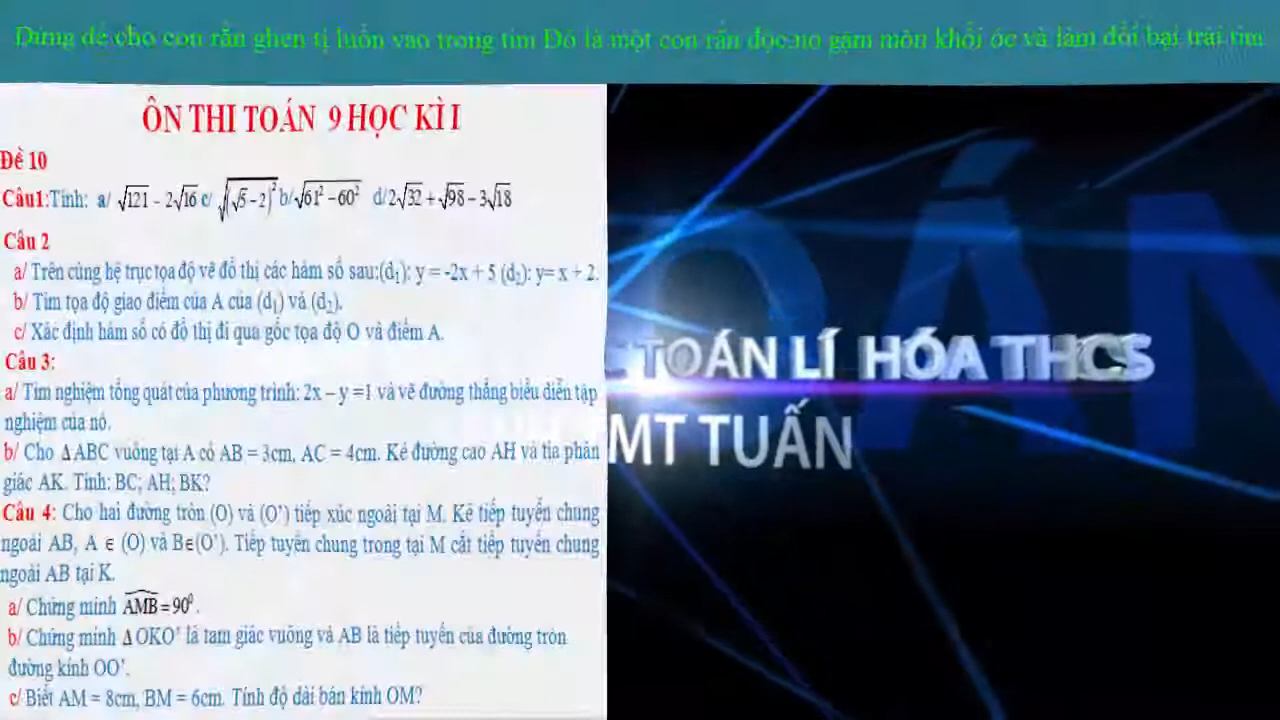 Đừng để cho con rắn ghen tị luồn vào trong tim Đó là một con rắn độc.nó gặm mòn khối óc và làm đồi bại trái tim
ÔN THI TOÁN 9 HỌC KÌ I
Đề 10
Câu1:Tính: a/ √121 - 2√16 c/ √(√5-2)² b/√61² -60² d/2√32+√98-3√18
Câu 2
a/ Trên cùng hệ trục tọa độ vẽ đồ thị các hàm số sau:(d₁): y = -2x + 5 (d₂): y= x + 2.
b/ Tìm tọa độ giao điểm của A của (d₁) và (d₂).
c/ Xác định hàm số có đồ thị đi qua gốc tọa độ O và điểm A.
Câu 3:
a/ Tìm nghiệm tổng quát của phương trình: 2x – y =1 và vẽ đường thẳng biểu diễn tập
nghiệm của nó.
b/ Cho ΔABC vuông tại A có AB = 3cm, AC = 4cm. Kẻ đường cao AH và tia phân
giác AK. Tính: BC; AH; BK?
Câu 4: Cho hai đường tròn (O) và (O’) tiếp xúc ngoài tại M. Kẻ tiếp tuyến chung
ngoài AB, A ∈ (O) và B∈(O’). Tiếp tuyến chung trong tại M cắt tiếp tuyến chung
ngoài AB tại K.
a/ Chứng minh AMB=90⁰.
b/ Chứng minh ΔOKO’ là tam giác vuông và AB là tiếp tuyến của đường tròn
đường kính OO’.
c/ Biết AM = 8cm, BM = 6cm. Tính độ dài bán kính OM?
TOÁN LÍ HÓA THCS
MT TUẤN